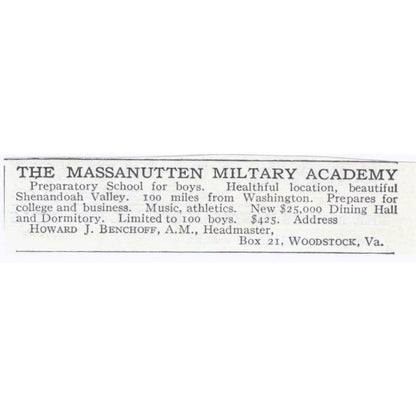 THE MASSANUTTEN MILTARY ACADEMY
Preparatory School for boys. Healthful location, beautiful
Shenandoah Valley. 100 miles from Washington. Prepares for
college and business. Music, athletics. New $25,000 Dining Hall
and Dormitory. Limited to 100 boys. $425. Address
HOWARD J. BENCHOFF, A.M., Headmaster,
Box 21, WOODSTOCK, Va.